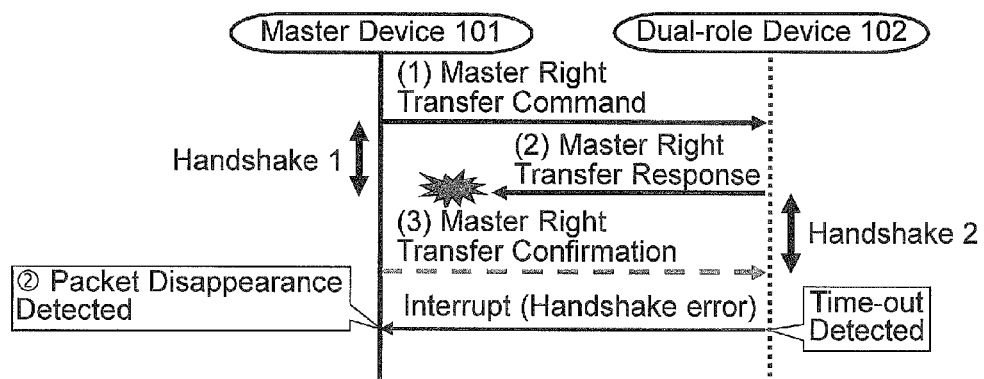 Master Device 101
Dual-role Device 102
(1) Master Right
Transfer Command
Handshake 1
(2) Master Right
Transfer Response
(3) Master Right
Transfer Confirmation
Handshake 2
② Packet Disappearance
Detected
Interrupt (Handshake error)
Time-out
Detected